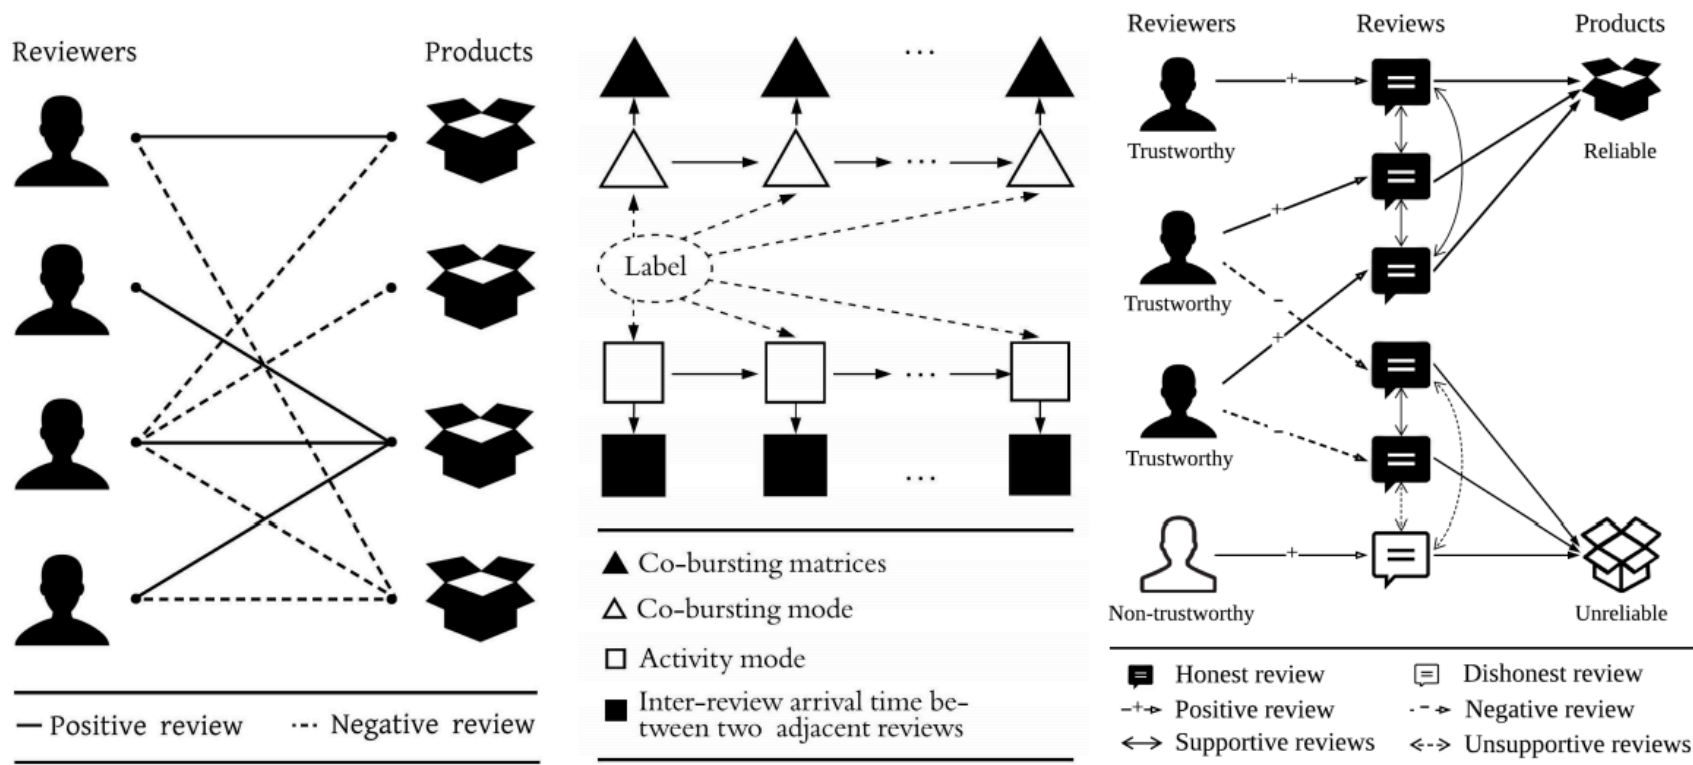 Reviewers
Products
Positive review
Negative review
...
Label
...
...
...
Co-bursting matrices
Co-bursting mode
Activity mode
Inter-review arrival time be-
tween two adjacent reviews
Reviewers
Reviews
Products
+
Trustworthy
Reliable
+
Trustworthy
-
+
Trustworthy
-
+
Non-trustworthy
Unreliable
Honest review
Dishonest review
+
Positive review
-
Negative review
Supportive reviews
Unsupportive reviews